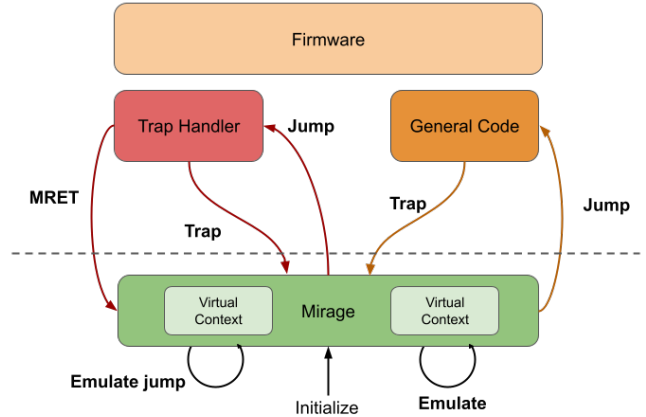 Firmware
Trap Handler
Jump
General Code
MRET
Trap
Trap
Jump
Virtual
Context
Mirage
Virtual
Context
Emulate jump
Initialize
Emulate